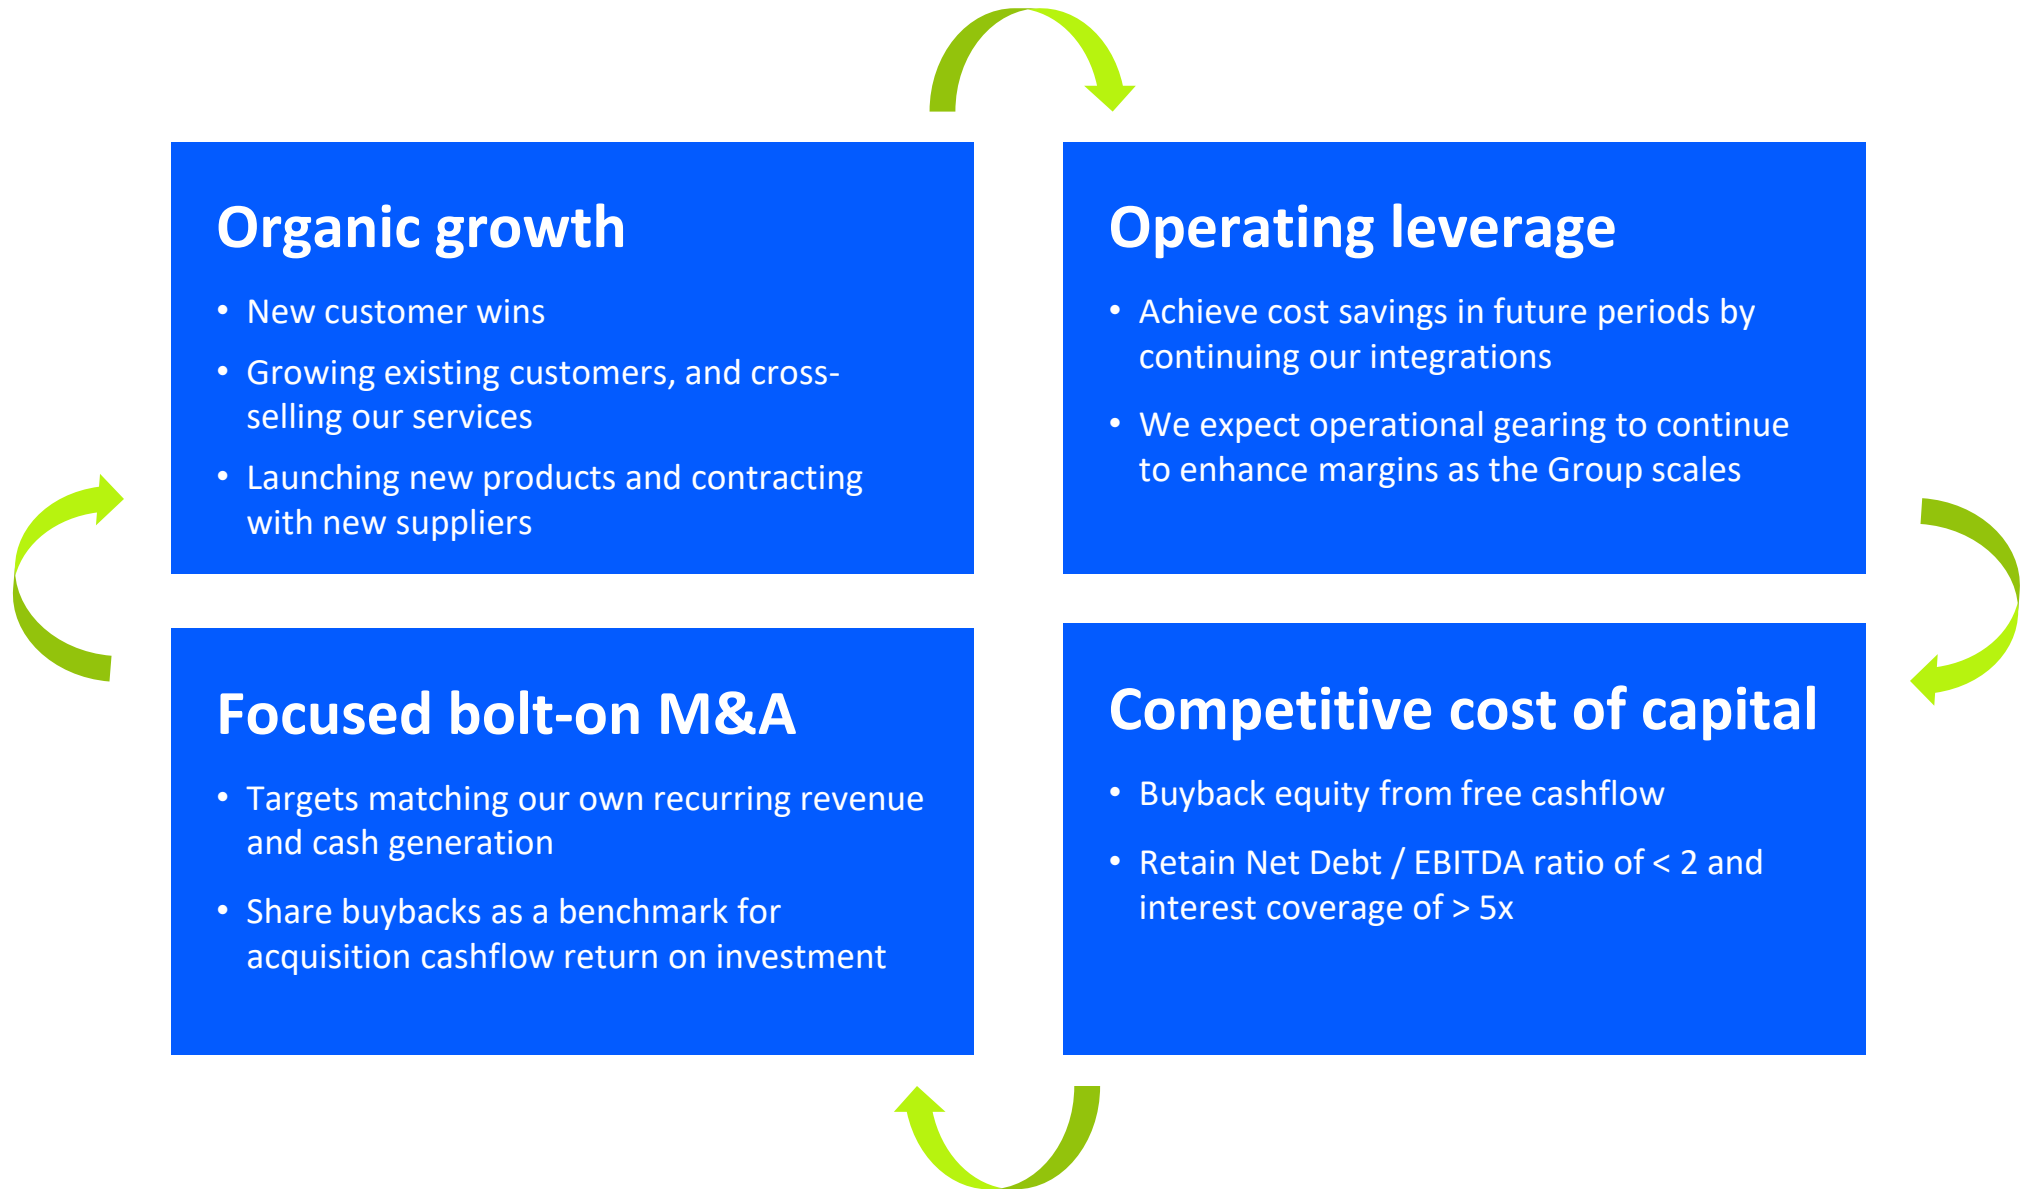 Organic growth
• New customer wins
• Growing existing customers, and cross-
selling our services
• Launching new products and contracting
with new suppliers
Operating leverage
• Achieve cost savings in future periods by
continuing our integrations
• We expect operational gearing to continue
to enhance margins as the Group scales
Focused bolt-on M&A
• Targets matching our own recurring revenue
and cash generation
• Share buybacks as a benchmark for
acquisition cashflow return on investment
Competitive cost of capital
• Buyback equity from free cashflow
• Retain Net Debt / EBITDA ratio of < 2 and
interest coverage of > 5x